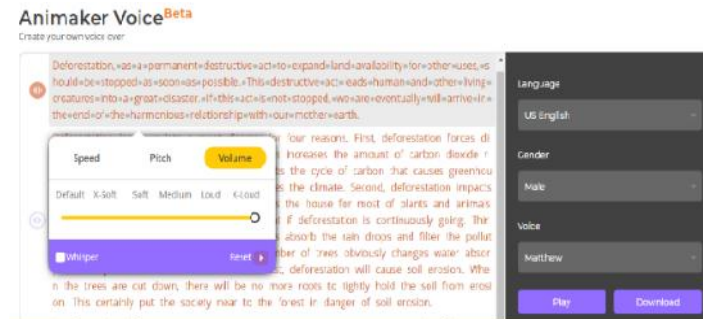 Animaker Voice Beta
Create your own voice over
Deforestation,»as»a»permanent»destructive»act»to»expand»land»availability»for»other»uses,»s
hould»be»stopped»as»soon»as»possible.»This»destructive»act»leads»human»and»other»living»
creatures»into»a»great»disaster.»If»this»act»is»not»stopped,»we»are»eventually»will»arrive»in»
the»end»of»the»harmonious»relationship»with»our»mother»earth.
for four reasons. First, deforestation forces di
increases the amount of carbon dioxide r
the cycle of carbon that causes greenhou
the climate. Second, deforestation impacts
the house for most of plants and animals
if deforestation is continuously going. Thir
absorb the rain drops and filter the pollut
ber of trees obviously changes water absor
deforestation will cause soil erosion. Whe
n the trees are cut down, there will be no more roots to tightly hold the soil from erosi
on. This certainly put the society near to the forest in danger of soil erosion.
Speed Pitch Volume
Default X-Soft Soft Medium Loud X-Loud
Whisper Reset
Language
US English
Gender
Male
Voice
Matthew
Play Download